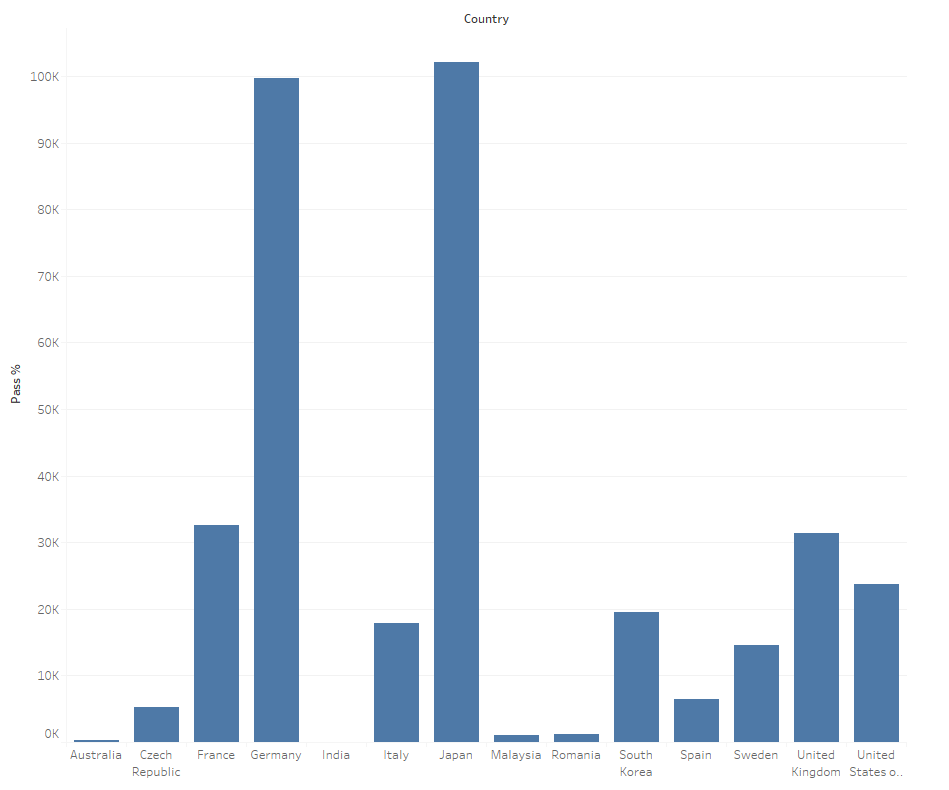 Country
Pass %
100K
90K
80K
70K
60K
50K
40K
30K
20K
10K
0K
Australia
Czech
Republic
France
Germany
India
Italy
Japan
Malaysia
Romania
South
Korea
Spain
Sweden
United
Kingdom
United
States o..